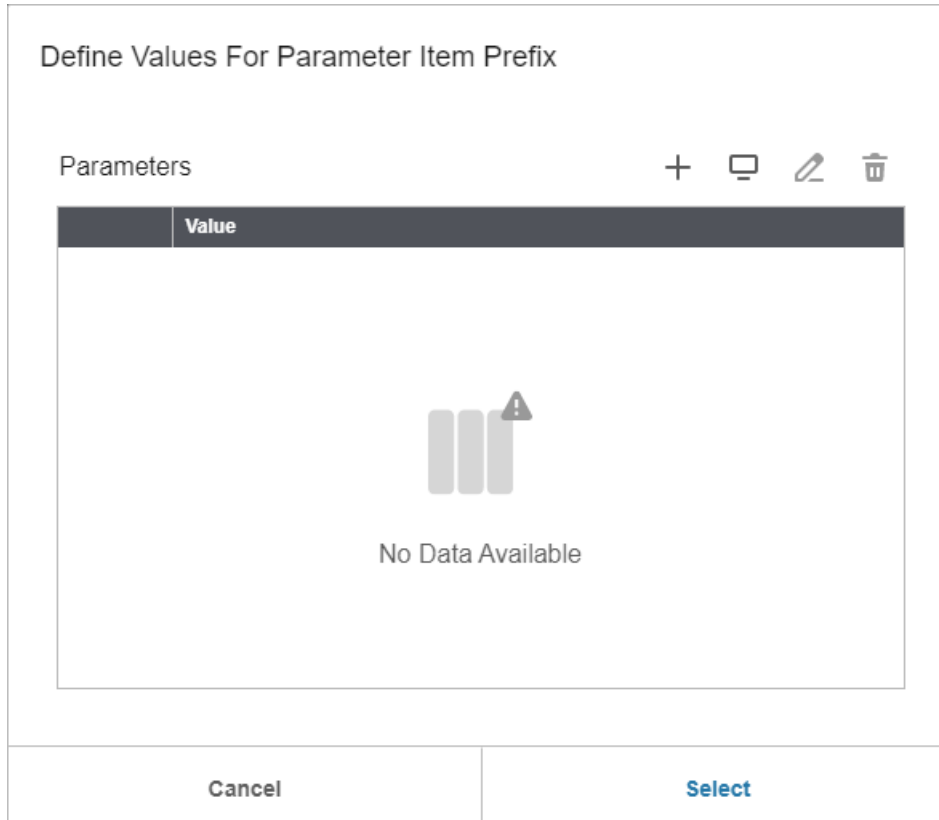 Define Values For Parameter Item Prefix
Parameters
Value
No Data Available
Cancel
Select